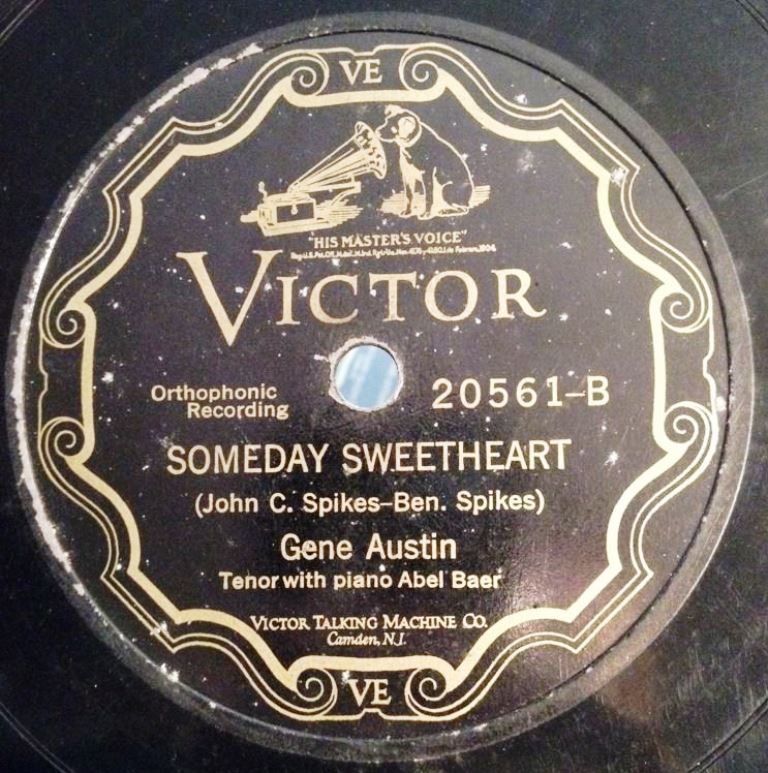 VE
"HIS MASTER'S VOICE"
VICTOR
Orthophonic
Recording
20561-B
SOMEDAY SWEETHEART
(John C. Spikes-Ben. Spikes)
Gene Austin
Tenor with piano Abel Baer
VICTOR TALKING MACHINE CO.
Camden, N.J.
VE